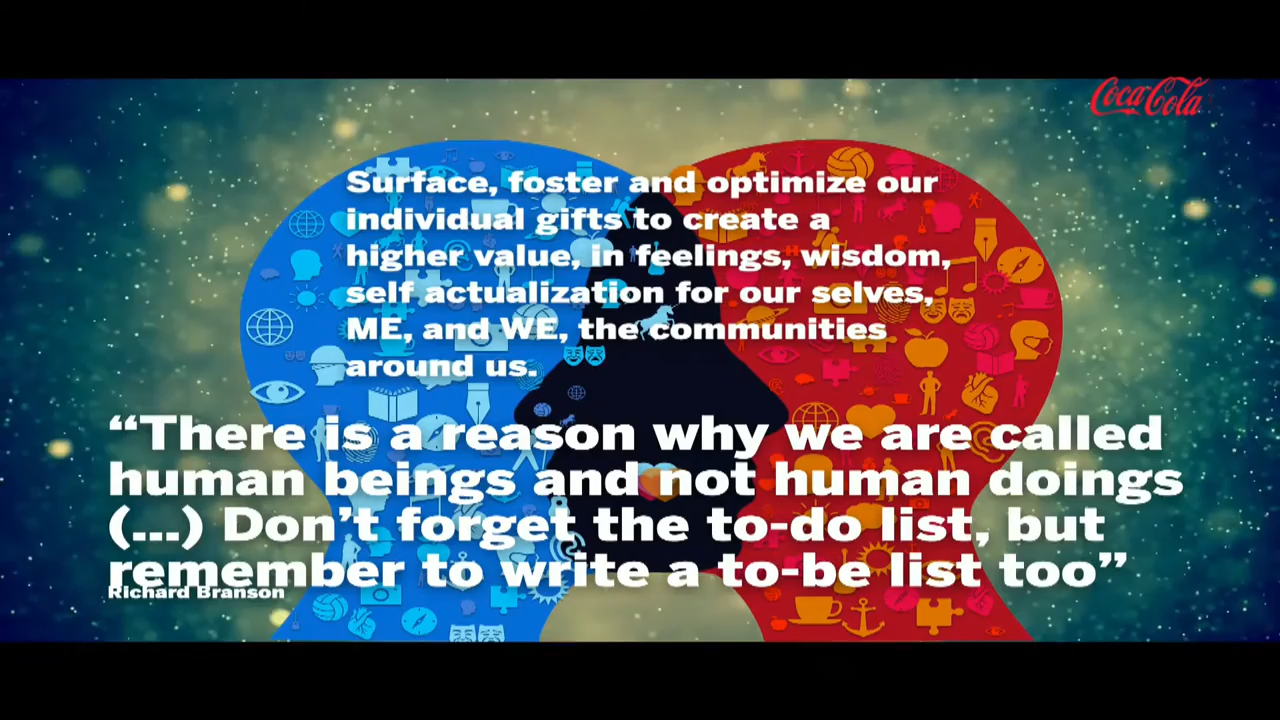 Coca-Cola
Surface, foster and optimize our
individual gifts to create a
higher value, in feelings, wisdom,
self actualization for our selves,
ME, and WE, the communities
around us.
“There is a reason why we are called
human beings and not human doings
(...) Don’t forget the to-do list, but
remember to write a to-be list too”
Richard Branson